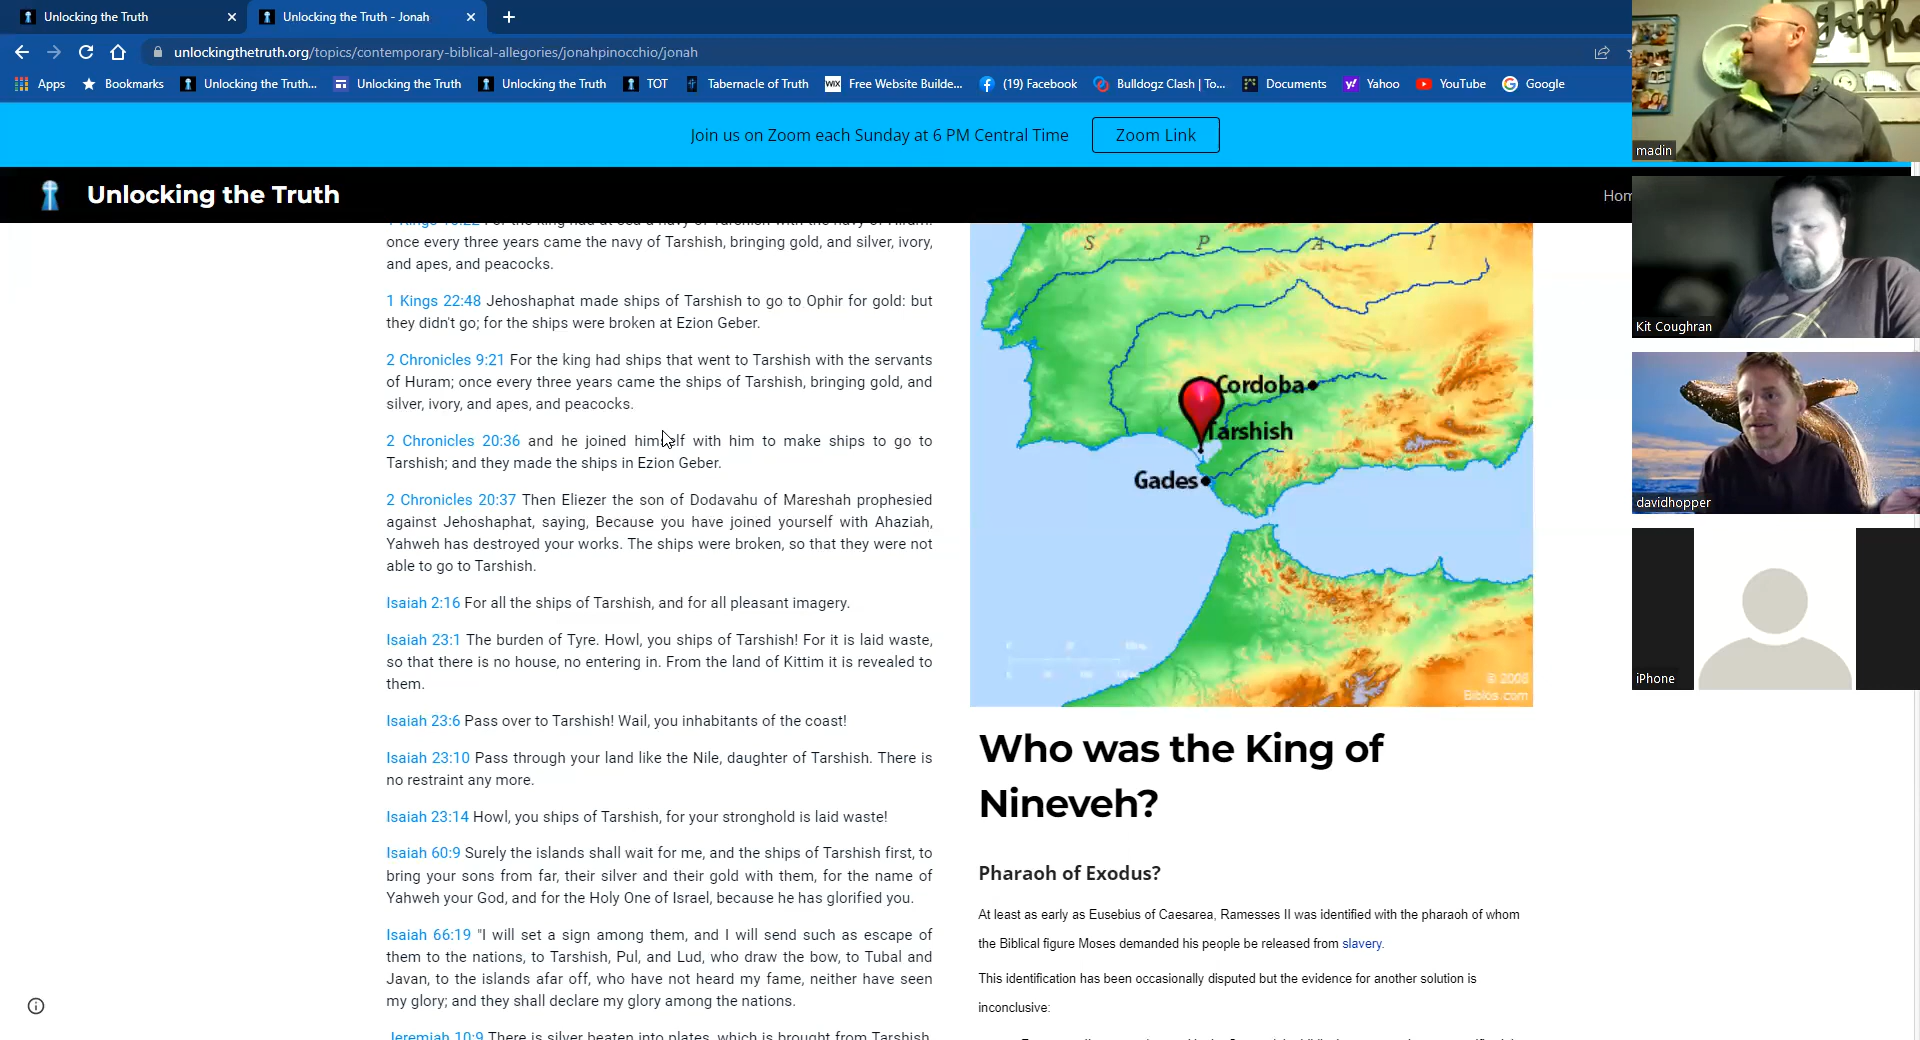 Unlocking the Truth
Unlocking the Truth - Jonah
unlockingthetruth.org/topics/contemporary-biblical-allegories/jonahpinocchio/jonah
Apps
Bookmarks
Unlocking the Truth...
Unlocking the Truth
Unlocking the Truth
TOT
Tabernacle of Truth
WIX
Free Website Builde...
(19) Facebook
Bulldogz Clash | To...
Documents
Yahoo
YouTube
Google
Join us on Zoom each Sunday at 6 PM Central Time
Zoom Link
Unlocking the Truth
Hom
once every three years came the navy of Tarshish, bringing gold, and silver, ivory,
and apes, and peacocks.
1 Kings 22:48 Jehoshaphat made ships of Tarshish to go to Ophir for gold: but
they didn't go; for the ships were broken at Ezion Geber.
2 Chronicles 9:21 For the king had ships that went to Tarshish with the servants
of Huram; once every three years came the ships of Tarshish, bringing gold, and
silver, ivory, and apes, and peacocks.
2 Chronicles 20:36 and he joined himself with him to make ships to go to
Tarshish; and they made the ships in Ezion Geber.
2 Chronicles 20:37 Then Eliezer the son of Dodavahu of Mareshah prophesied
against Jehoshaphat, saying, Because you have joined yourself with Ahaziah,
Yahweh has destroyed your works. The ships were broken, so that they were not
able to go to Tarshish.
Isaiah 2:16 For all the ships of Tarshish, and for all pleasant imagery.
Isaiah 23:1 The burden of Tyre. Howl, you ships of Tarshish! For it is laid waste,
so that there is no house, no entering in. From the land of Kittim it is revealed to
them.
Isaiah 23:6 Pass over to Tarshish! Wail, you inhabitants of the coast!
Isaiah 23:10 Pass through your land like the Nile, daughter of Tarshish. There is
no restraint any more.
Isaiah 23:14 Howl, you ships of Tarshish, for your stronghold is laid waste!
Isaiah 60:9 Surely the islands shall wait for me, and the ships of Tarshish first, to
bring your sons from far, their silver and their gold with them, for the name of
Yahweh your God, and for the Holy One of Israel, because he has glorified you.
Isaiah 66:19 "I will set a sign among them, and I will send such as escape of
them to the nations, to Tarshish, Pul, and Lud, who draw the bow, to Tubal and
Javan, to the islands afar off, who have not heard my fame, neither have seen
my glory; and they shall declare my glory among the nations.
Jeremiah 10:9 There is silver beaten into plates, which is brought from Tarshish,
S P A I
Cordoba
Tarshish
Gades
© 2008
Biblos.com
Who was the King of
Nineveh?
Pharaoh of Exodus?
At least as early as Eusebius of Caesarea, Ramesses II was identified with the pharaoh of whom
the Biblical figure Moses demanded his people be released from slavery.
This identification has been occasionally disputed but the evidence for another solution is
inconclusive:
gathe
madin
Kit Coughran
davidhopper
iPhone